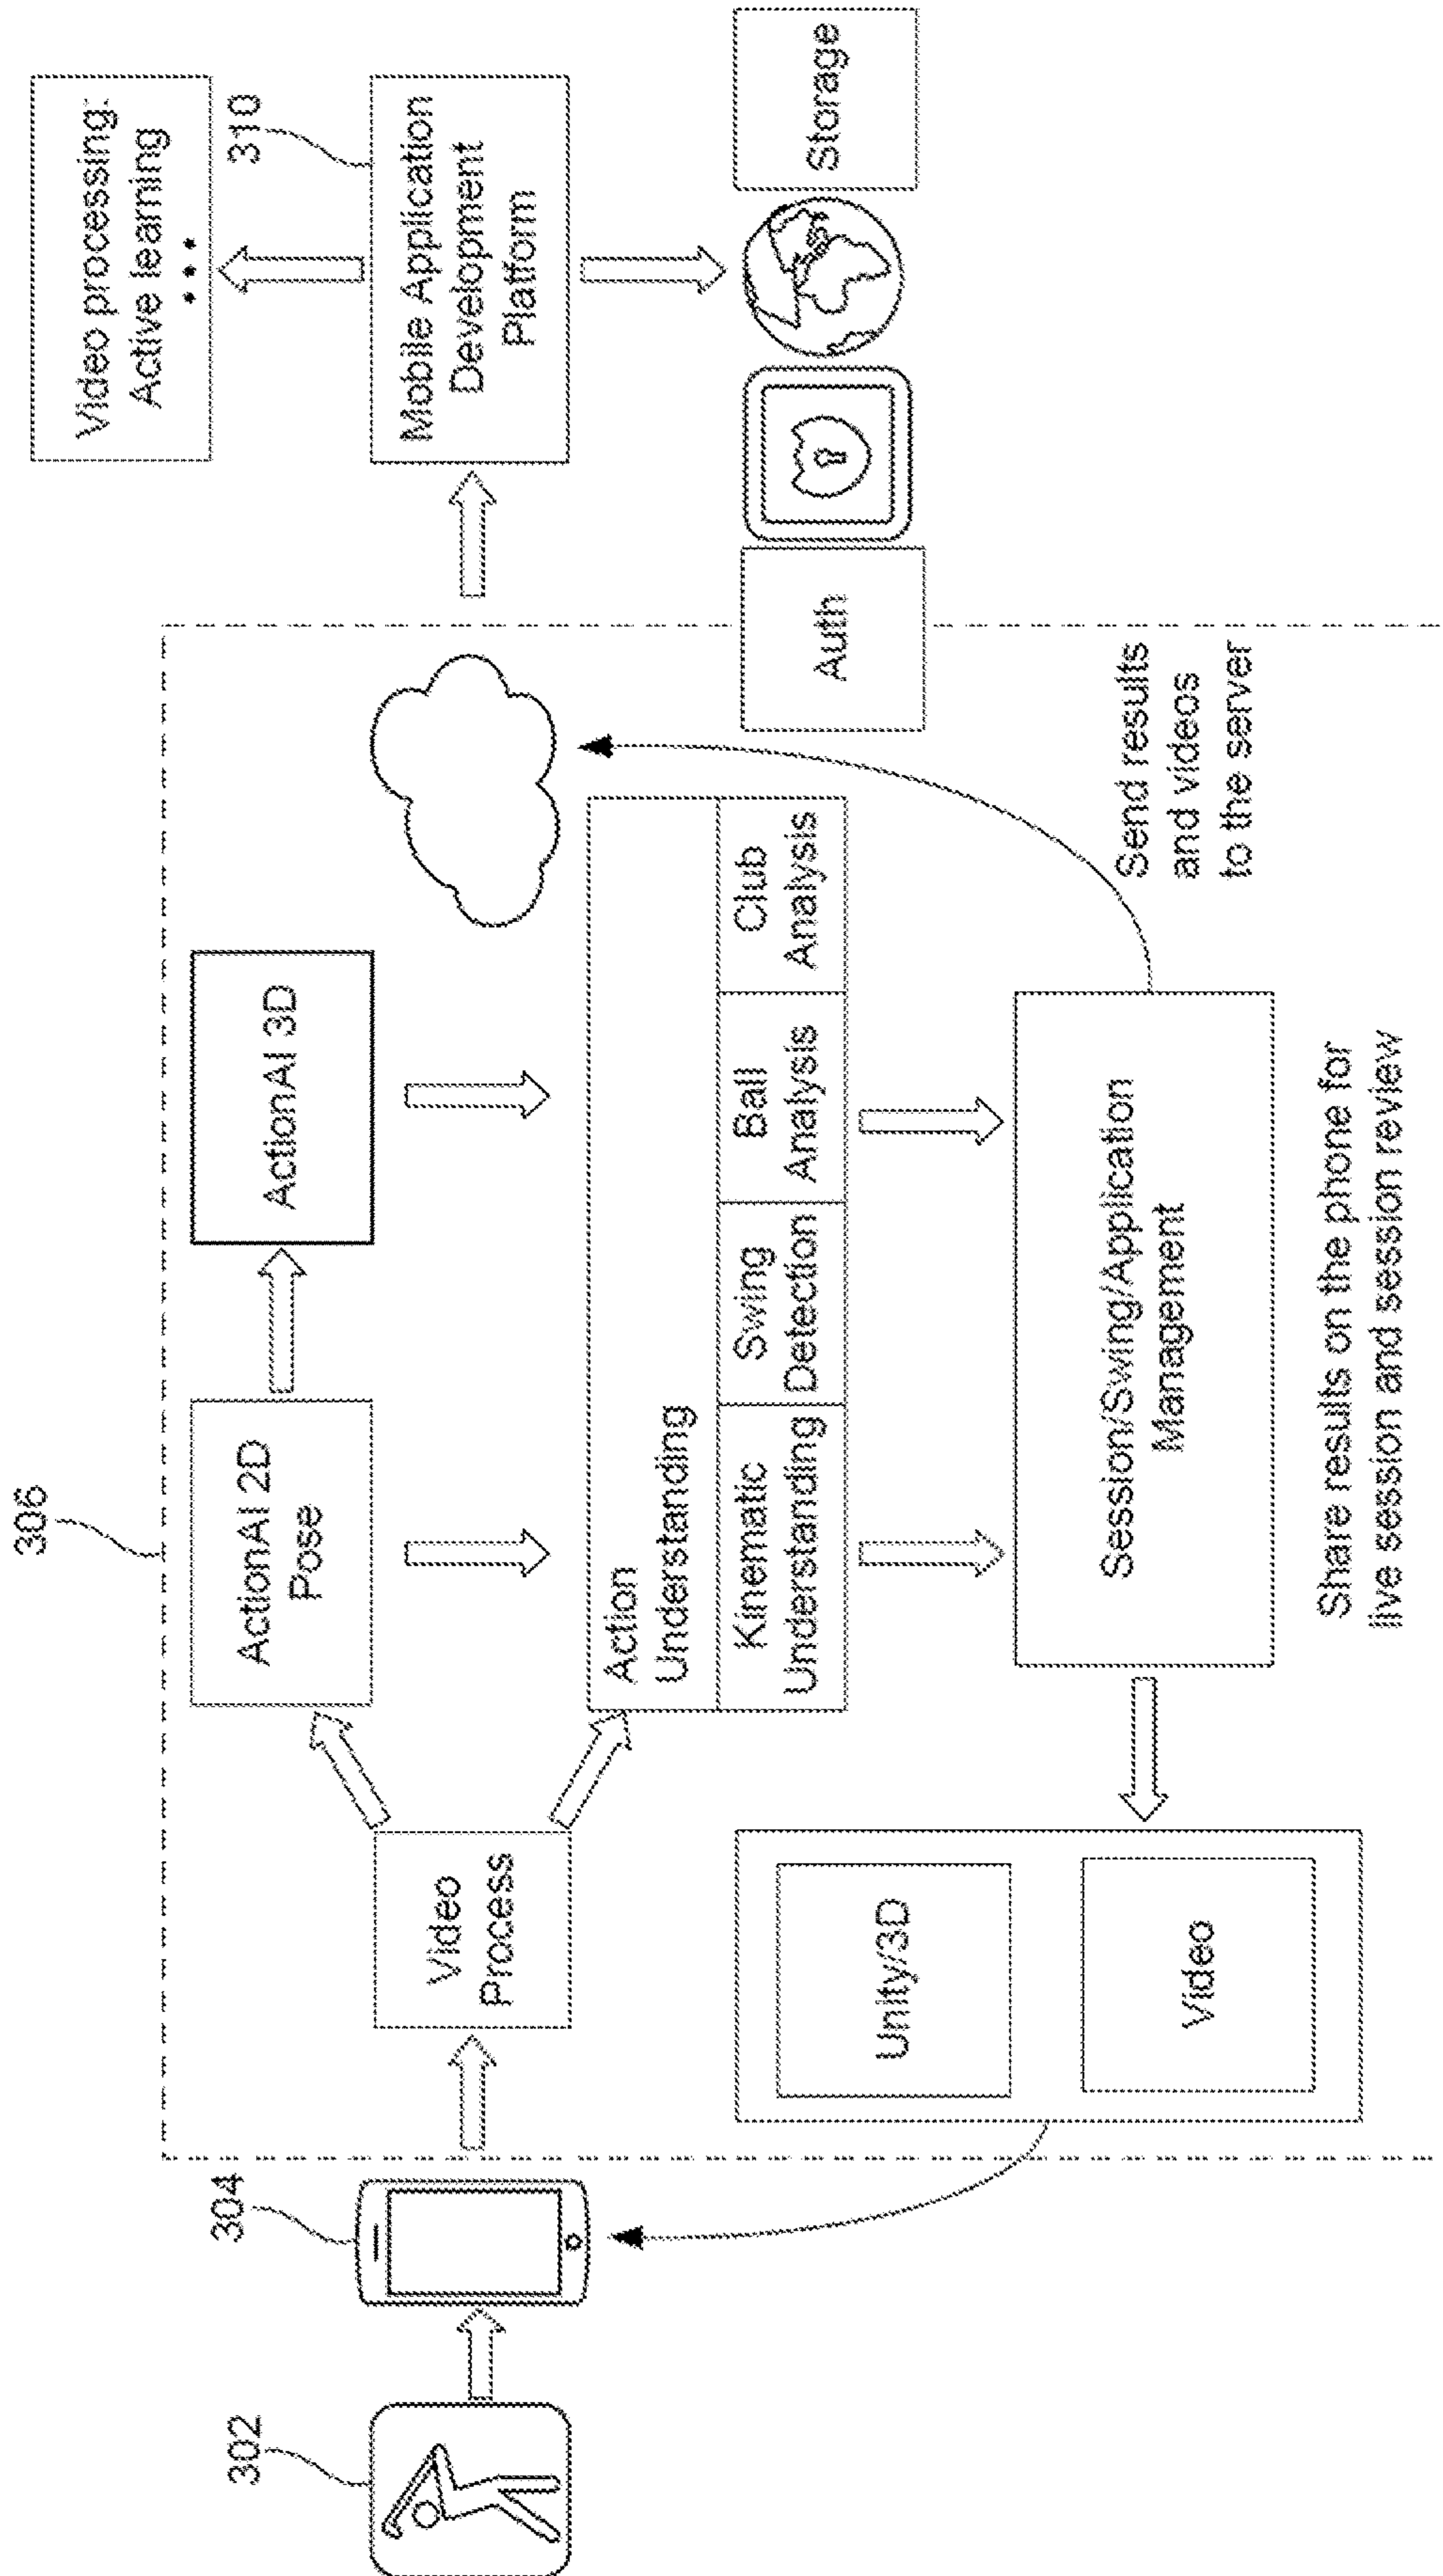 306
304
302
Video
Process
ActionAI 2D
Pose
ActionAI 3D
Action
Understanding
Kinematic
Understanding
Swing
Detection
Ball
Analysis
Club
Analysis
Session/Swing/Application
Management
Unity/3D
Video
Share results on the phone for
live session and session review
Send results
and videos
to the server
Video processing:
Active learning
310
Mobile Application
Development
Platform
Auth
Storage